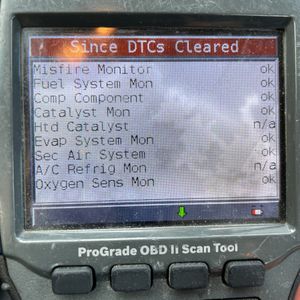 Since DTCs Cleared
Misfire Monitor ok
Fuel System Mon ok
Comp Component ok
Catalyst Mon ok
Htd Catalyst n/a
Evap System Mon ok
Sec Air System ok
A/C Refrig Mon n/a
Oxygen Sens Mon ok
ProGrade OBD II Scan Tool